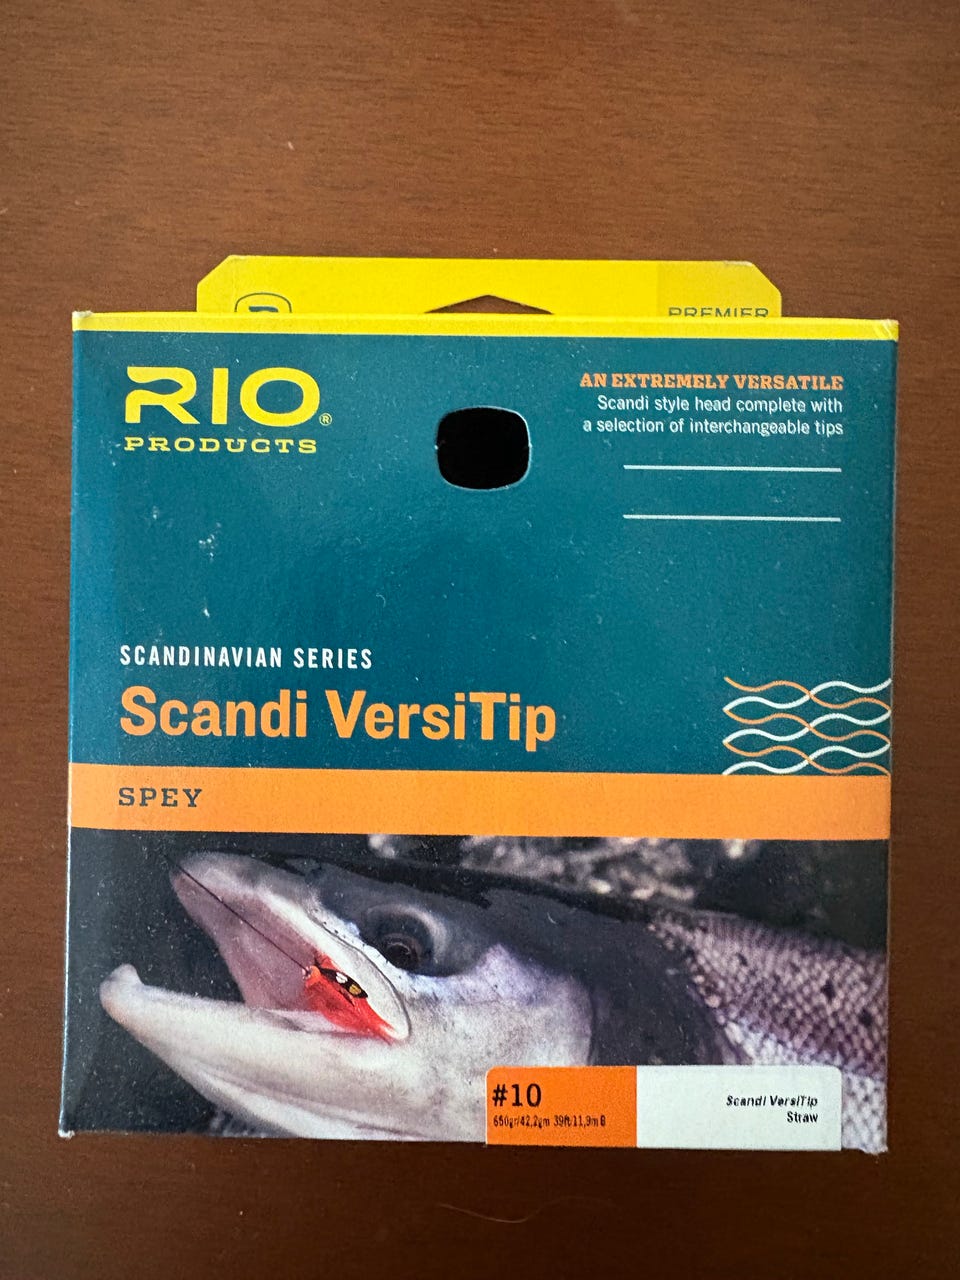 PREMIER
RIO®
PRODUCTS
AN EXTREMELY VERSATILE
Scandi style head complete with
a selection of interchangeable tips
SCANDINAVIAN SERIES
Scandi VersiTip
SPEY
#10
650gr/42,2gm 39ft/11,9m B
Scandi VersiTip
Straw